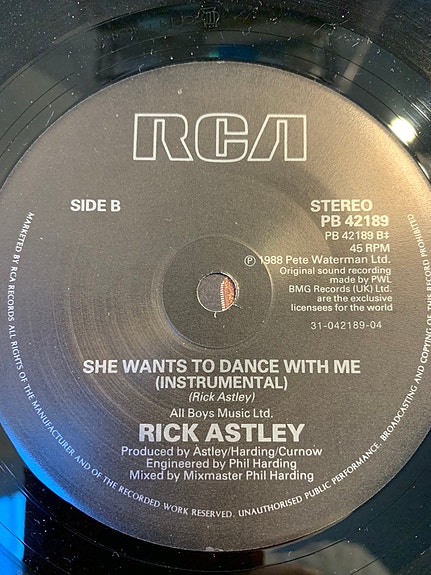 RCA
SIDE B
STEREO
PB 42189
PB 42189 B‡
45 RPM
Ⓟ 1988 Pete Waterman Ltd.
Original sound recording
made by PWL
BMG Records (UK) Ltd.
are the exclusive
licensees for the world
31-042189-04
SHE WANTS TO DANCE WITH ME
(INSTRUMENTAL)
(Rick Astley)
All Boys Music Ltd.
RICK ASTLEY
Produced by Astley/Harding/Curnow
Engineered by Phil Harding
Mixed by Mixmaster Phil Harding
MARKETED BY RCA RECORDS ALL RIGHTS OF THE MANUFACTURER AND OF THE RECORDED WORK RESERVED. UNAUTHORISED PUBLIC PERFORMANCE, BROADCASTING AND COPYING OF THIS RECORD PROHIBITED